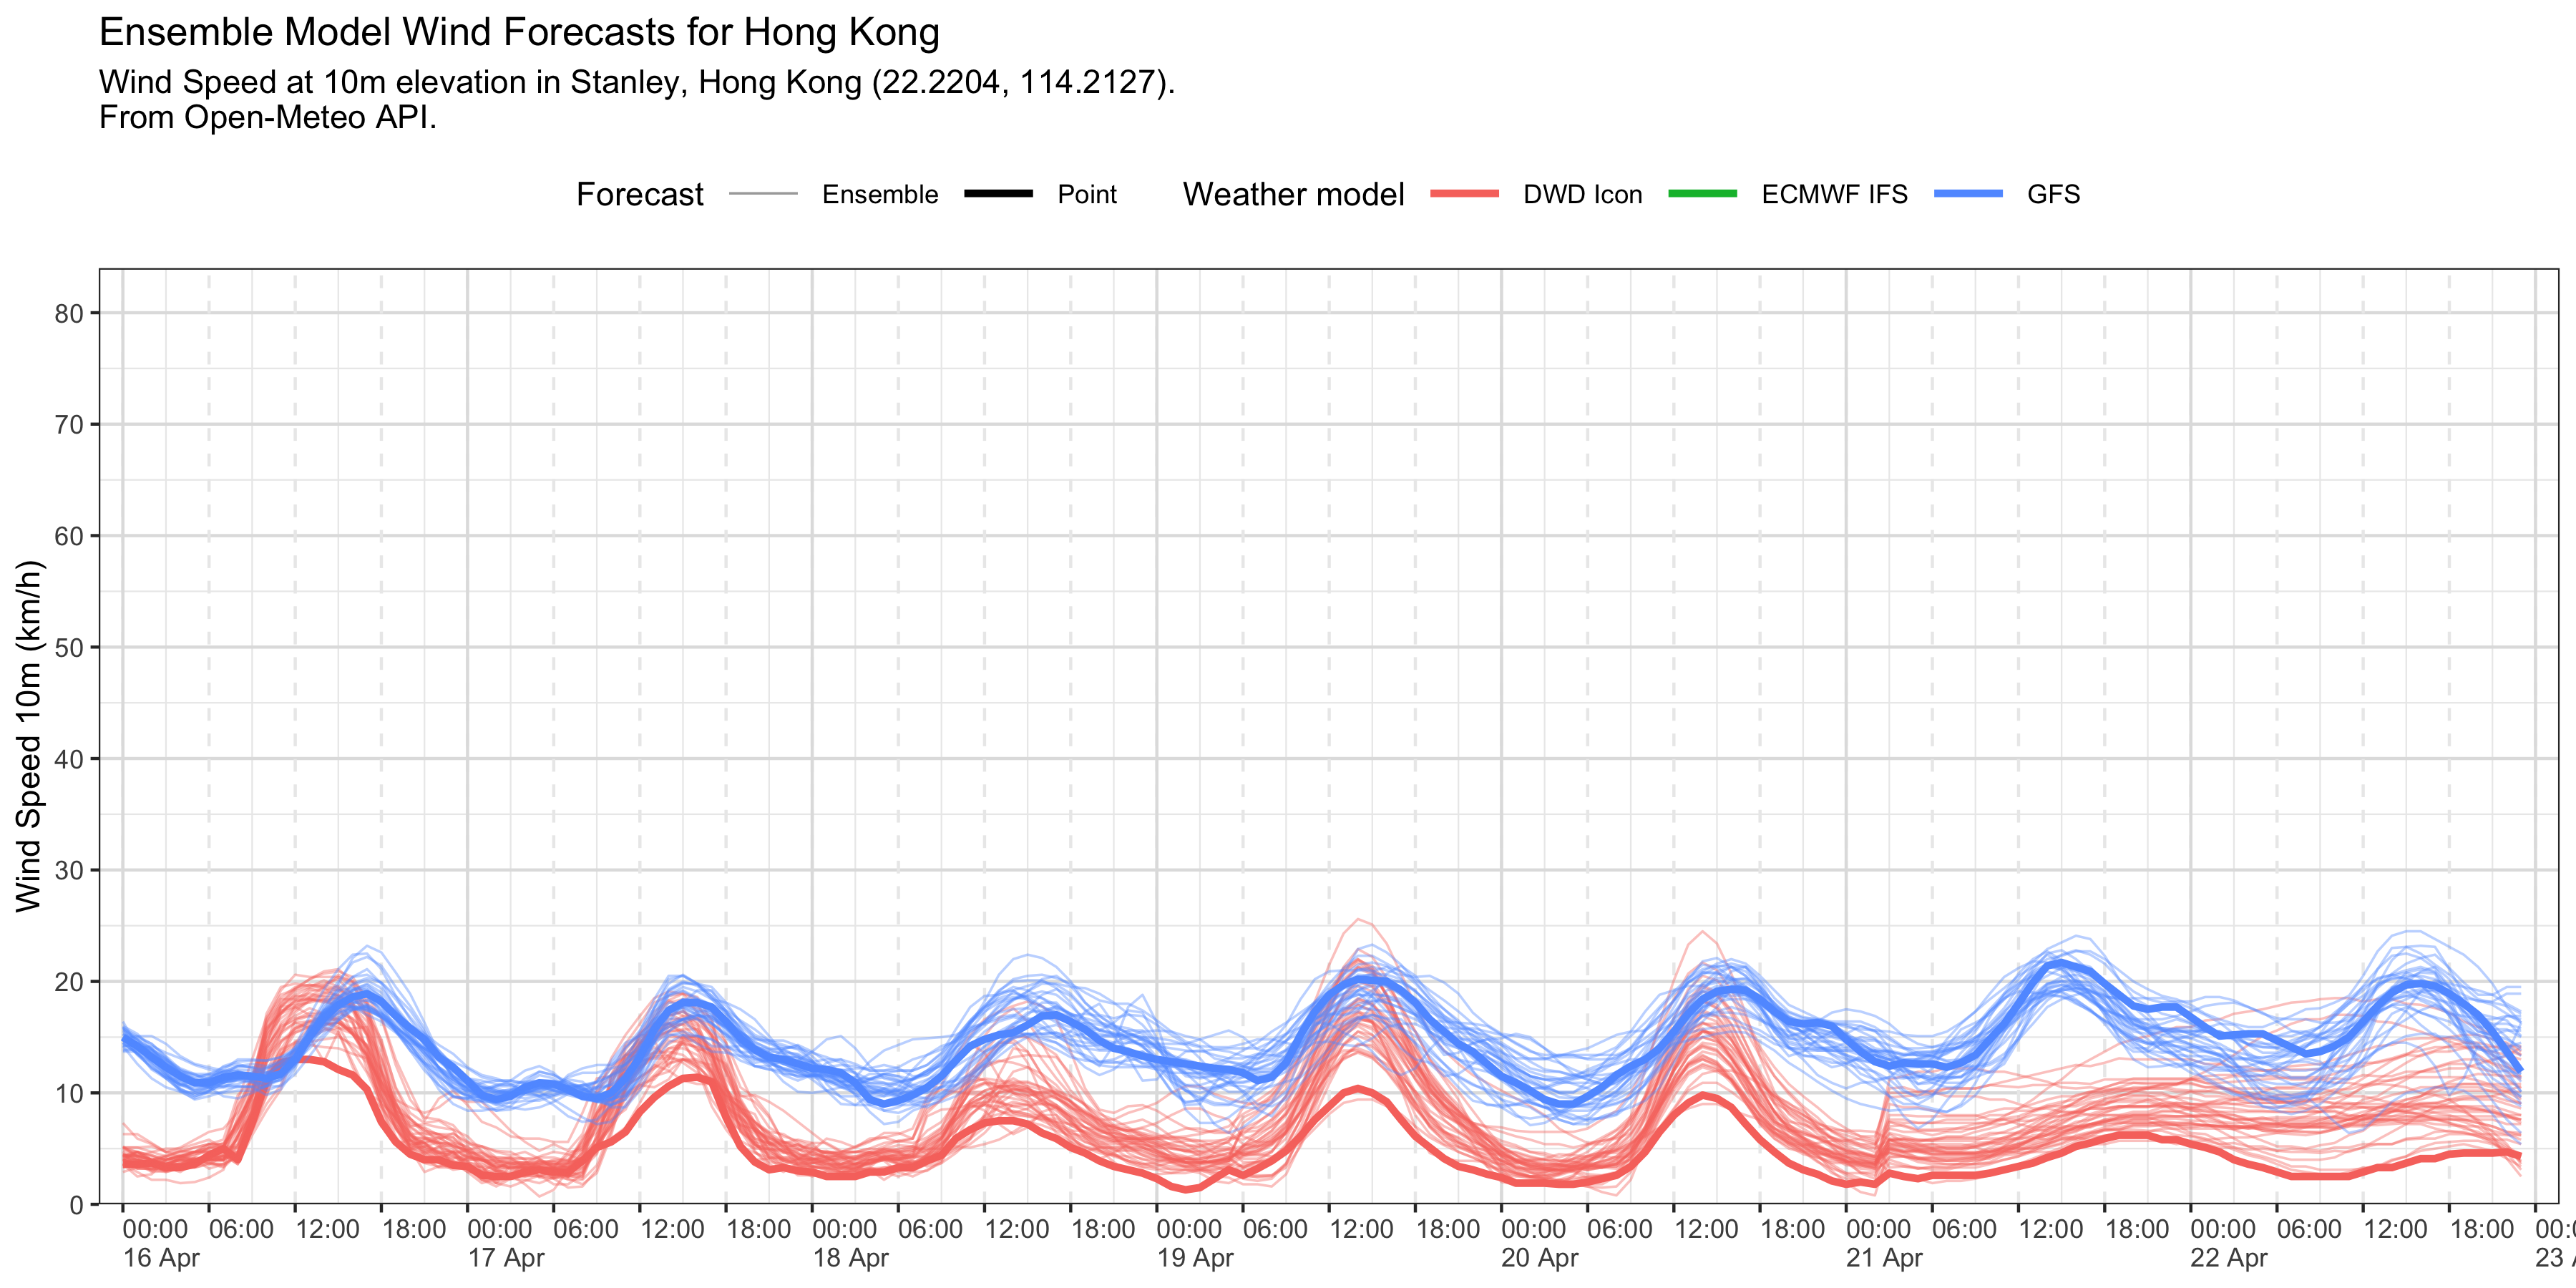 Ensemble Model Wind Forecasts for Hong Kong
Wind Speed at 10m elevation in Stanley, Hong Kong (22.2204, 114.2127).
From Open-Meteo API.
Forecast Ensemble Point Weather model DWD Icon ECMWF IFS GFS
Wind Speed 10m (km/h)
80
70
60
50
40
30
20
10
0
00:00 06:00 12:00 18:00 00:00 06:00 12:00 18:00 00:00 06:00 12:00 18:00 00:00 06:00 12:00 18:00 00:00 06:00 12:00 18:00 00:00 06:00 12:00 18:00 00:00 06:00 12:00 18:00
16 Apr 17 Apr 18 Apr 19 Apr 20 Apr 21 Apr 22 Apr 23